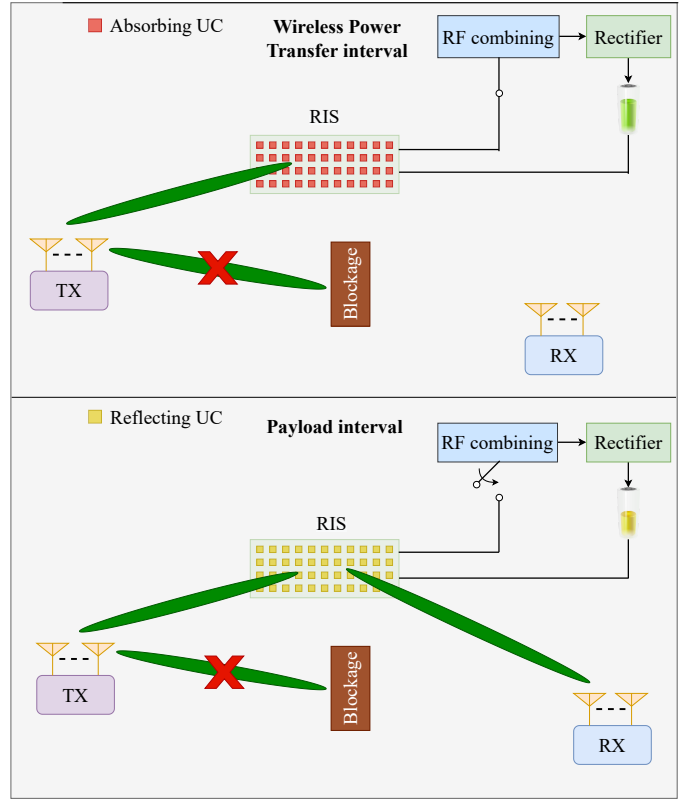 Absorbing UC
Wireless Power
Transfer interval
RF combining
Rectifier
RIS
TX
Blockage
RX
Reflecting UC
Payload interval
RF combining
Rectifier
RIS
TX
Blockage
RX